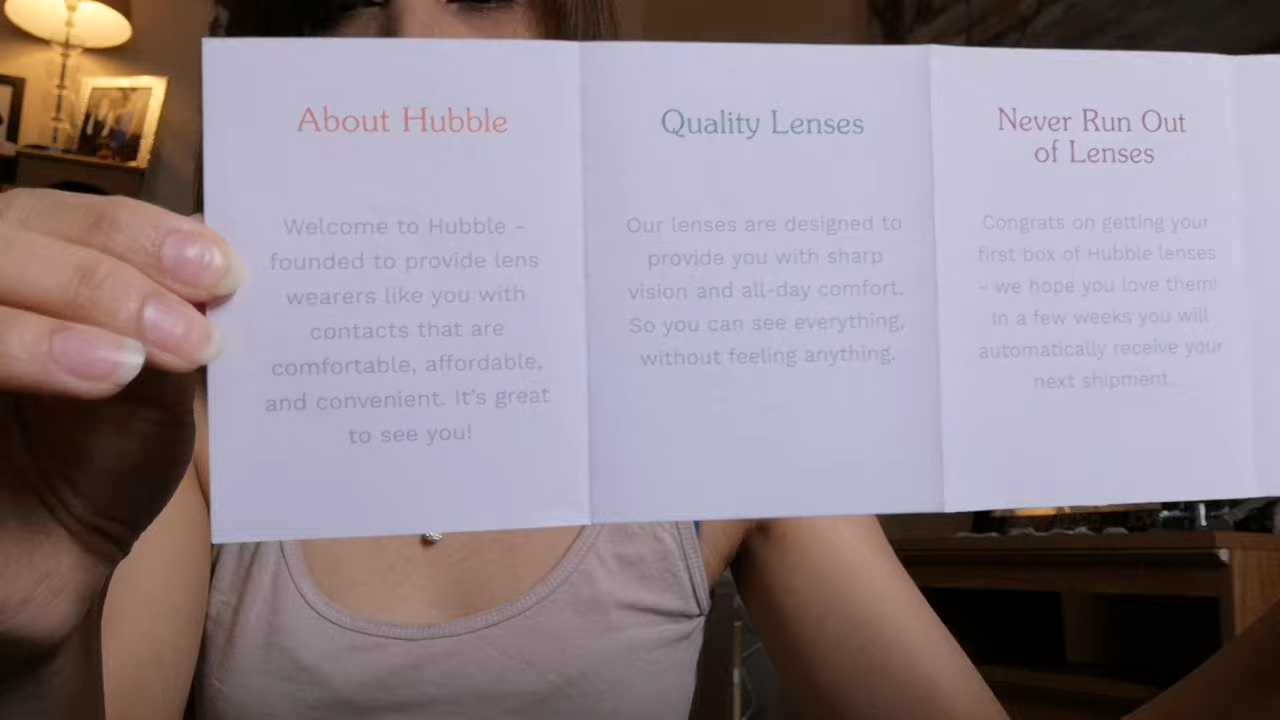 About Hubble
Welcome to Hubble -
founded to provide lens
wearers like you with
contacts that are
comfortable, affordable,
and convenient. It's great
to see you!
Quality Lenses
Our lenses are designed to
provide you with sharp
vision and all-day comfort.
So you can see everything,
without feeling anything.
Never Run Out
of Lenses
Congrats on getting your
first box of Hubble lenses
- we hope you love them!
In a few weeks you will
automatically receive your
next shipment.